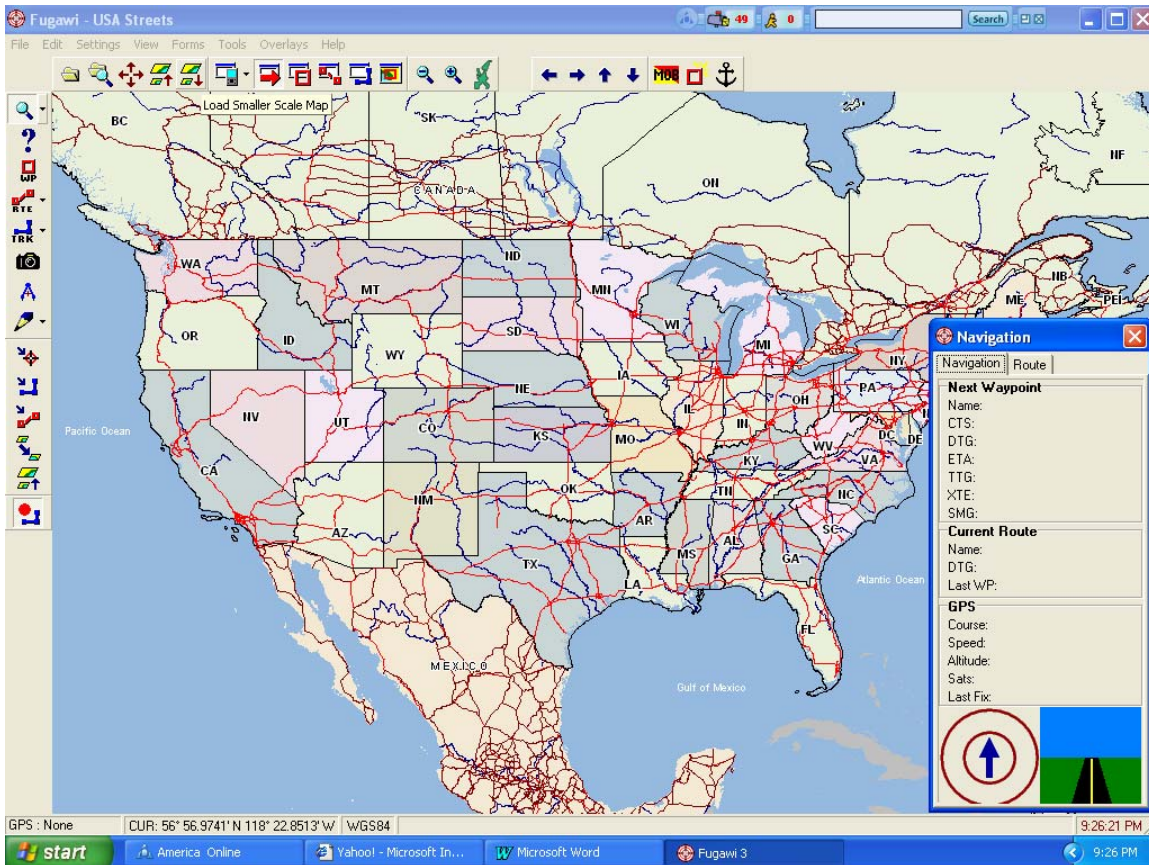 Fugawi - USA Streets
49
0
Search
File Edit Settings View Forms Tools Overlays Help
MOB
Load Smaller Scale Map
WP
RTE
TRK
BC
SK
CANADA
ON
NF
NB
PEI
ME
WA
MT
ND
MN
OR
ID
SD
WI
MI
NY
WY
IA
PA
NE
NV
UT
CO
IL
IN
OH
KS
MO
WV
DC
DE
VA
KY
Pacific Ocean
CA
AZ
NM
OK
AR
TN
NC
SC
MS
AL
GA
TX
LA
FL
Atlantic Ocean
MEXICO
Gulf of Mexico
Navigation
Navigation Route
Next Waypoint
Name:
CTS:
DTG:
ETA:
TTG:
XTE:
SMG:
Current Route
Name:
DTG:
Last WP:
GPS
Course:
Speed:
Altitude:
Sats:
Last Fix:
GPS : None CUR: 56° 56.9741' N 118° 22.8513' W WGS84 9:26:21 PM
start America Online Yahoo! - Microsoft In... Microsoft Word Fugawi 3 9:26 PM